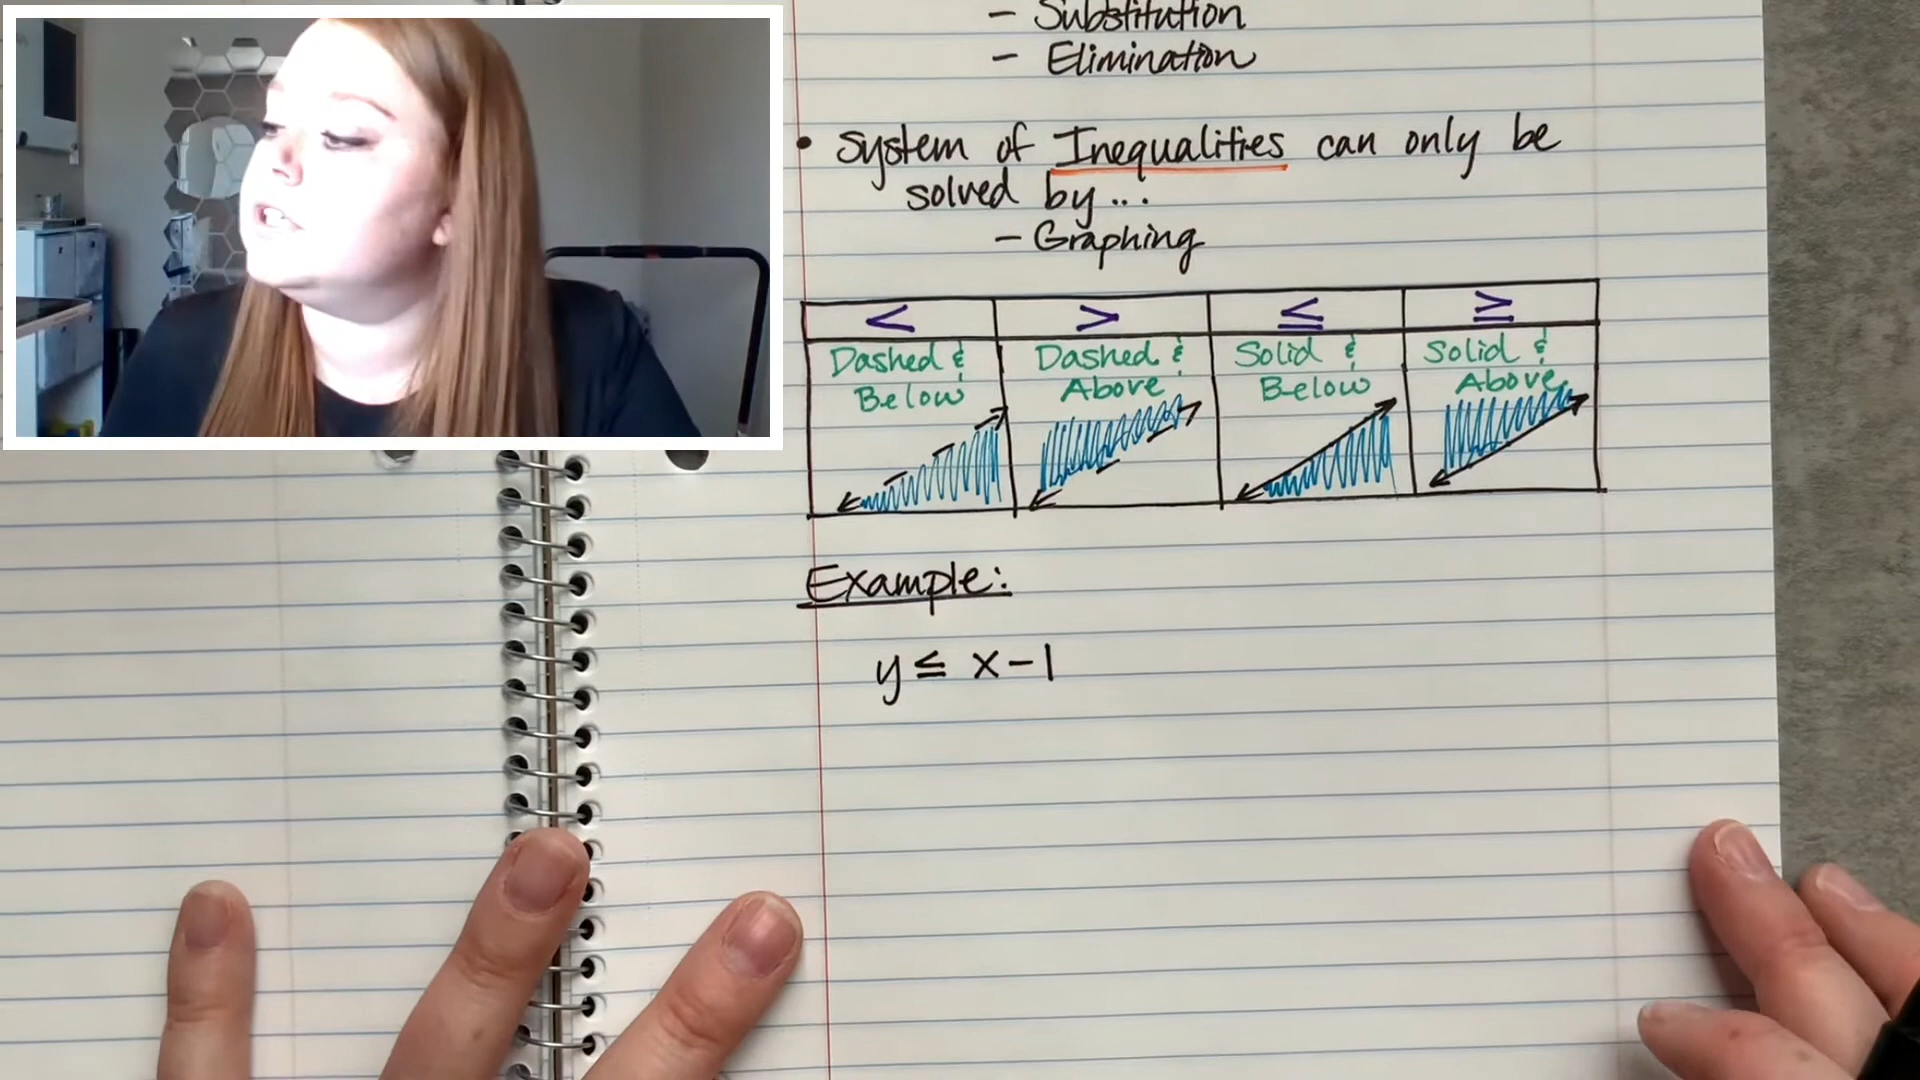 - Substitution
- Elimination
• System of Inequalities can only be
solved by...
- Graphing
< > ≤ ≥
Dashed & Dashed & Solid & Solid &
Below Above Below Above
Example:
y ≤ x - 1